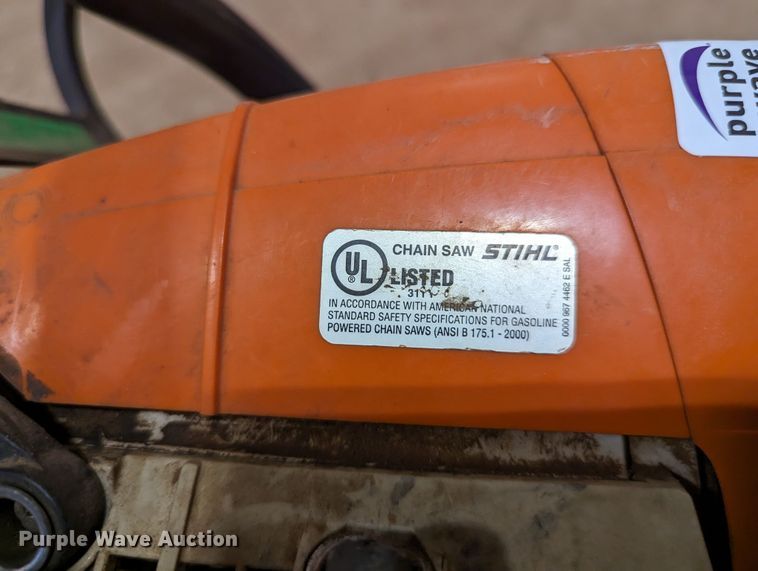 purple
wave
CHAIN SAW STIHL®
UL®
LISTED
31YY
IN ACCORDANCE WITH AMERICAN NATIONAL
STANDARD SAFETY SPECIFICATIONS FOR GASOLINE
POWERED CHAIN SAWS (ANSI B 175.1 - 2000)
0000 967 4462 E SAL
Purple Wave Auction